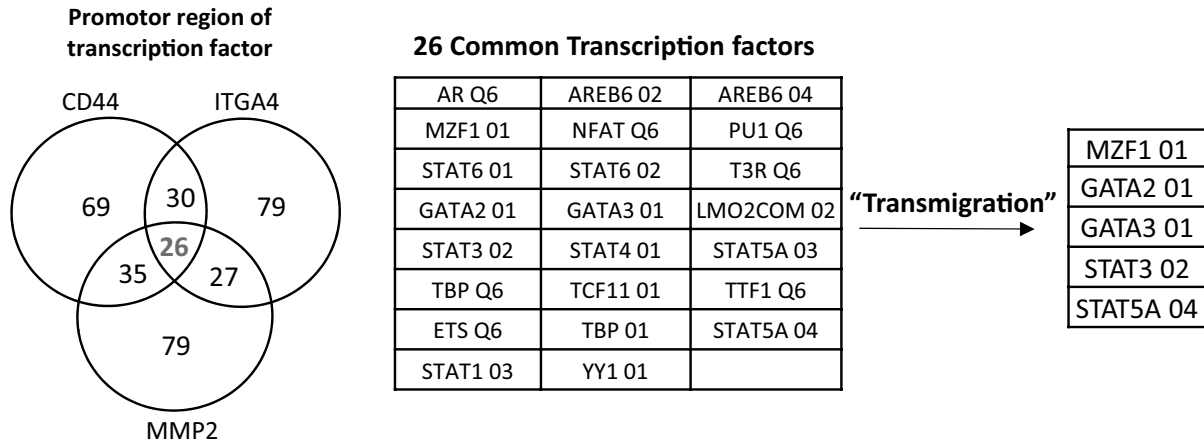 Promotor region of
transcription factor
CD44 ITGA4
69 30 79
26
35 27
79
MMP2
26 Common Transcription factors
AR Q6 AREB6 02 AREB6 04
MZF1 01 NFAT Q6 PU1 Q6
STAT6 01 STAT6 02 T3R Q6
GATA2 01 GATA3 01 LMO2COM 02
STAT3 02 STAT4 01 STAT5A 03
TBP Q6 TCF11 01 TTF1 Q6
ETS Q6 TBP 01 STAT5A 04
STAT1 03 YY1 01
“Transmigration”
MZF1 01
GATA2 01
GATA3 01
STAT3 02
STAT5A 04